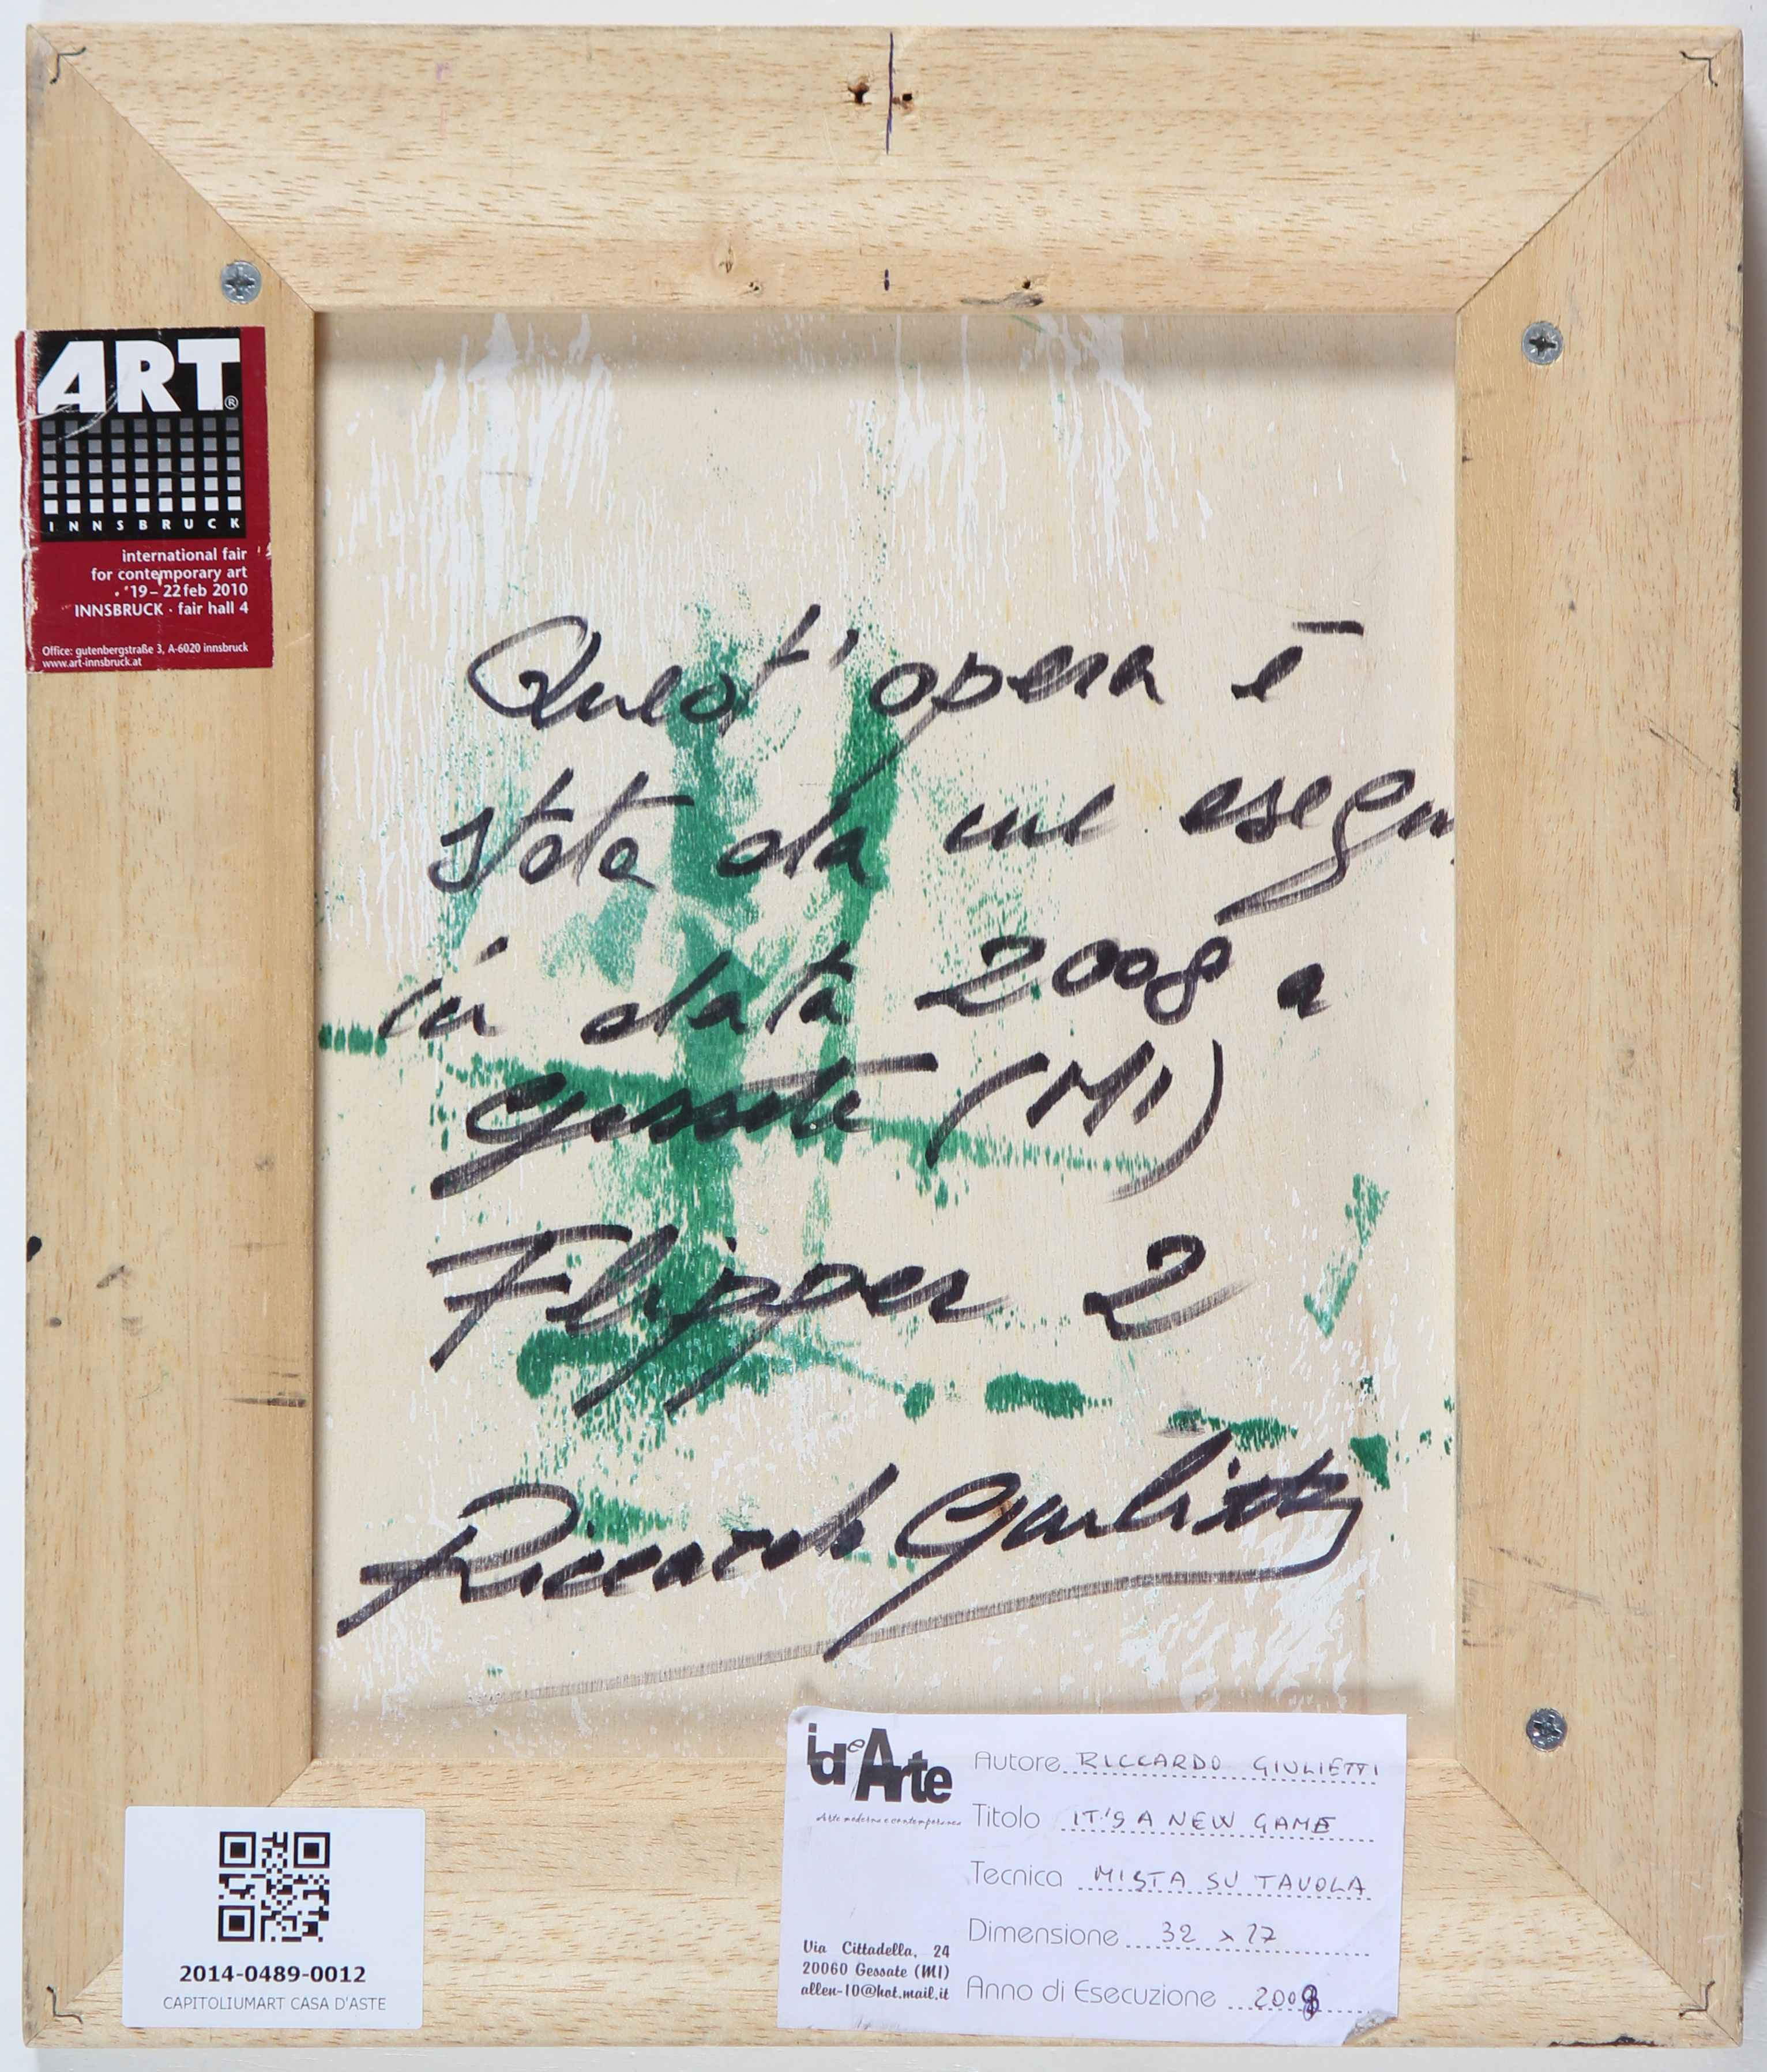 ART®
INNSBRUCK
international fair
for contemporary art
19–22 feb 2010
INNSBRUCK · fair hall 4
Office: gutenbergstraße 3, A-6020 innsbruck
www.art-innsbruck.at
Quest'opera è
stata da me esegu
in data 2008 a
Gessate (MI)
Flipper 2
Riccardo Giulietti
ideArte
Arte moderna e contemporanea
Via Cittadella, 24
20060 Gessate (MI)
allen-10@hot.mail.it
Autore RICCARDO GIULIETTI
Titolo IT'S A NEW GAME
Tecnica MISTA SU TAVOLA
Dimensione 32 x 27
Anno di Esecuzione 2008
2014-0489-0012
CAPITOLIUMART CASA D'ASTE